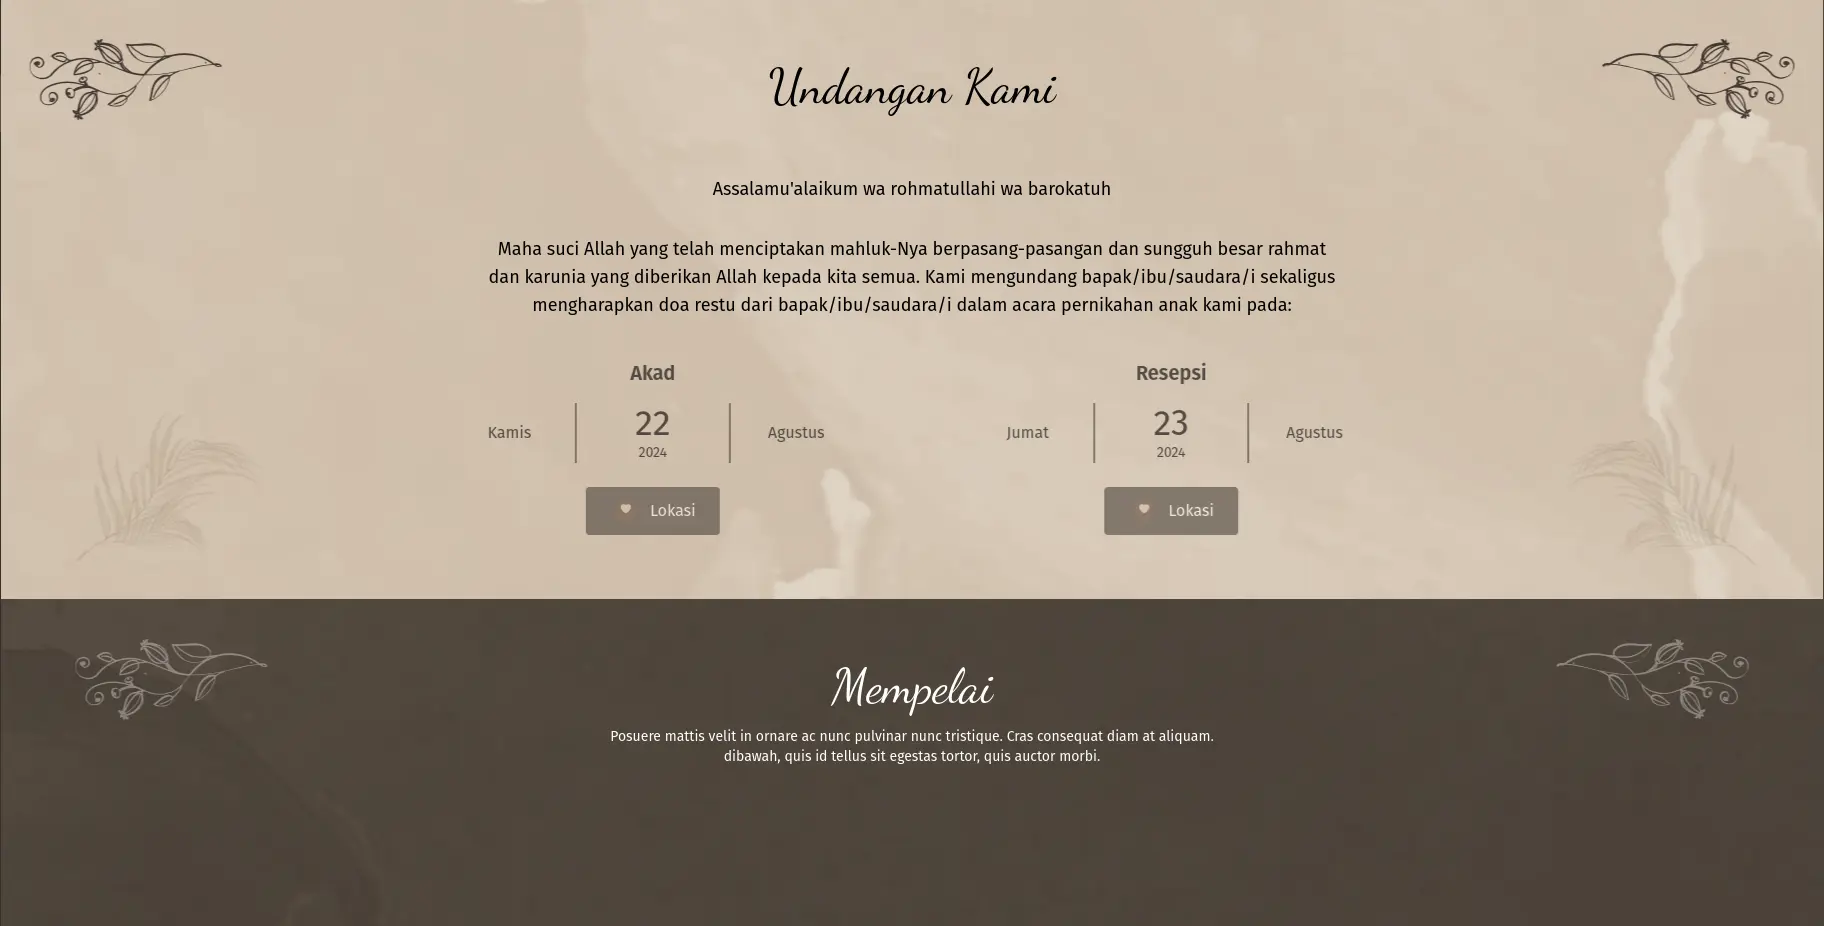 Undangan Kami
Assalamu'alaikum wa rohmatullahi wa barokatuh
Maha suci Allah yang telah menciptakan mahluk-Nya berpasang-pasangan dan sungguh besar rahmat
dan karunia yang diberikan Allah kepada kita semua. Kami mengundang bapak/ibu/saudara/i sekaligus
mengharapkan doa restu dari bapak/ibu/saudara/i dalam acara pernikahan anak kami pada:
Akad
Kamis
22
2024
Agustus
Lokasi
Resepsi
Jumat
23
2024
Agustus
Lokasi
Mempelai
Posuere mattis velit in ornare ac nunc pulvinar nunc tristique. Cras consequat diam at aliquam.
dibawah, quis id tellus sit egestas tortor, quis auctor morbi.